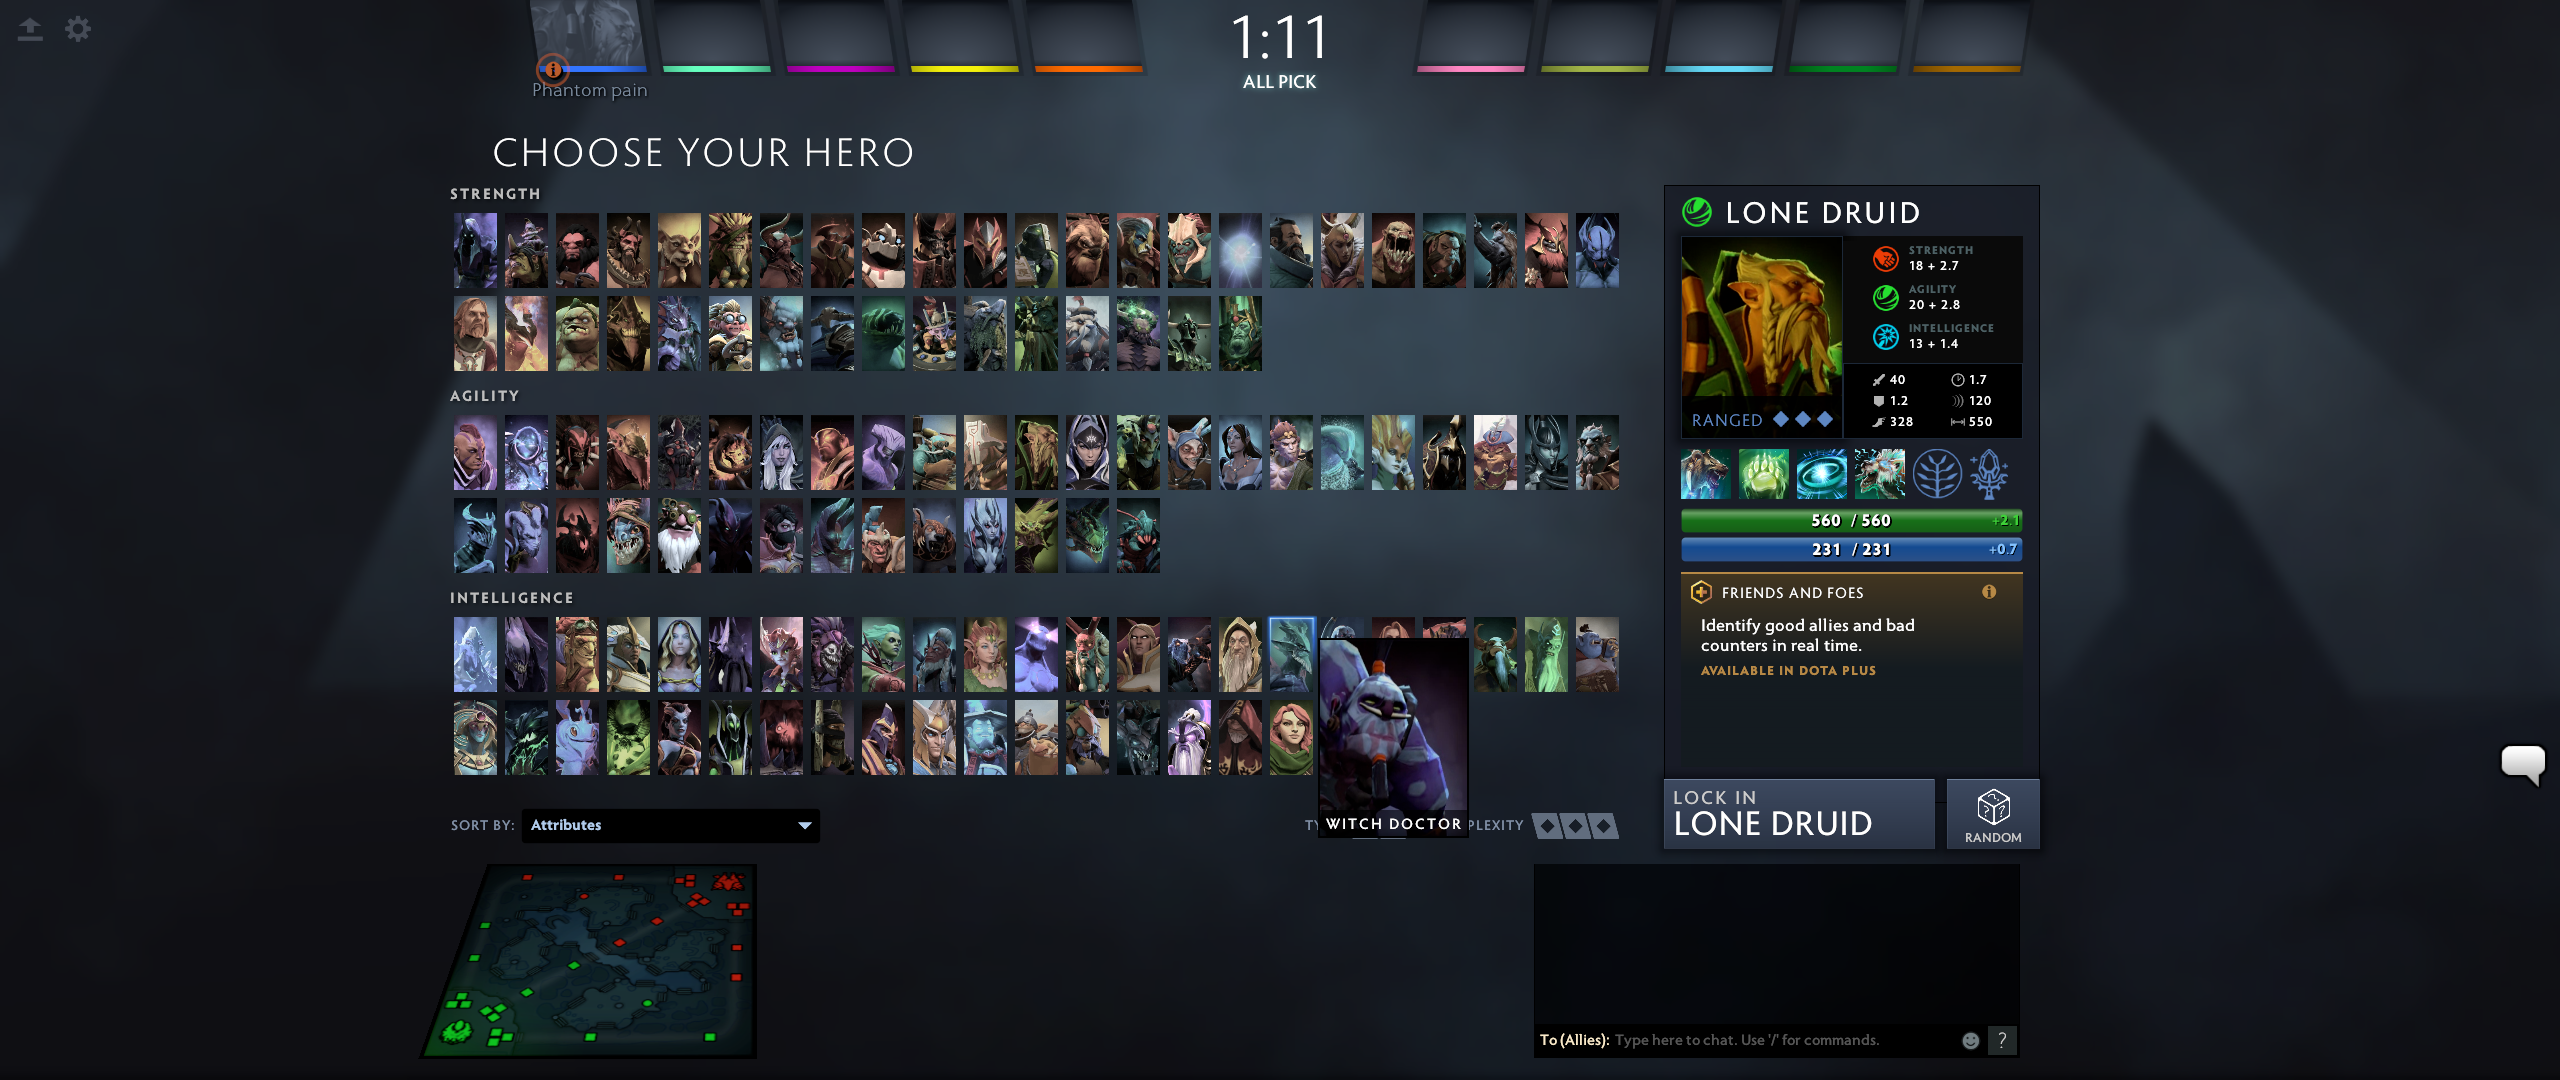 1:11
ALL PICK
Phantom pain
CHOOSE YOUR HERO
STRENGTH
AGILITY
INTELLIGENCE
LONE DRUID
STRENGTH
18 + 2.7
AGILITY
20 + 2.8
INTELLIGENCE
13 + 1.4
RANGED
40
1.7
1.2
120
328
550
560 / 560
+2.1
231 / 231
+0.7
FRIENDS AND FOES
Identify good allies and bad
counters in real time.
AVAILABLE IN DOTA PLUS
LOCK IN
LONE DRUID
RANDOM
SORT BY: Attributes
WITCH DOCTOR
PLEXITY
To (Allies): Type here to chat. Use '/' for commands.
?